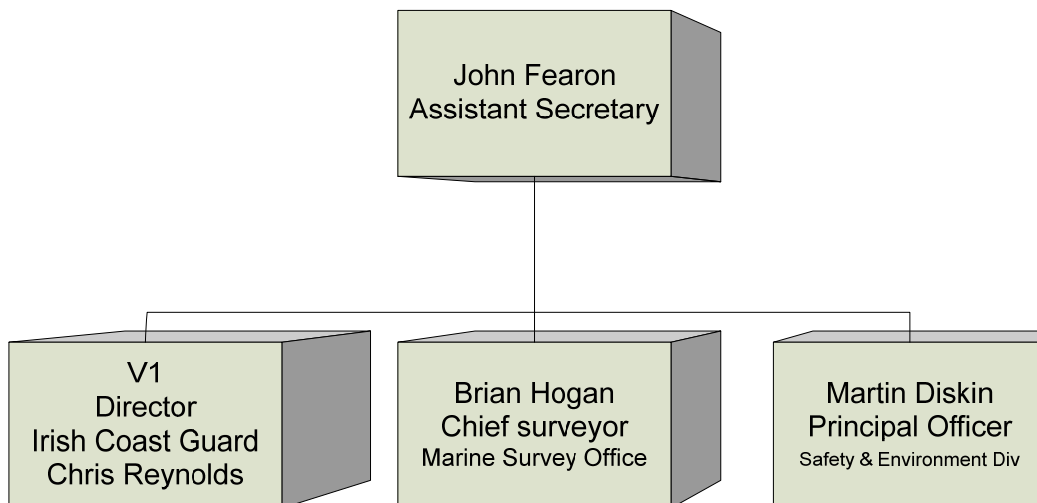 John Fearon
Assistant Secretary
V1
Director
Irish Coast Guard
Chris Reynolds
Brian Hogan
Chief surveyor
Marine Survey Office
Martin Diskin
Principal Officer
Safety & Environment Div